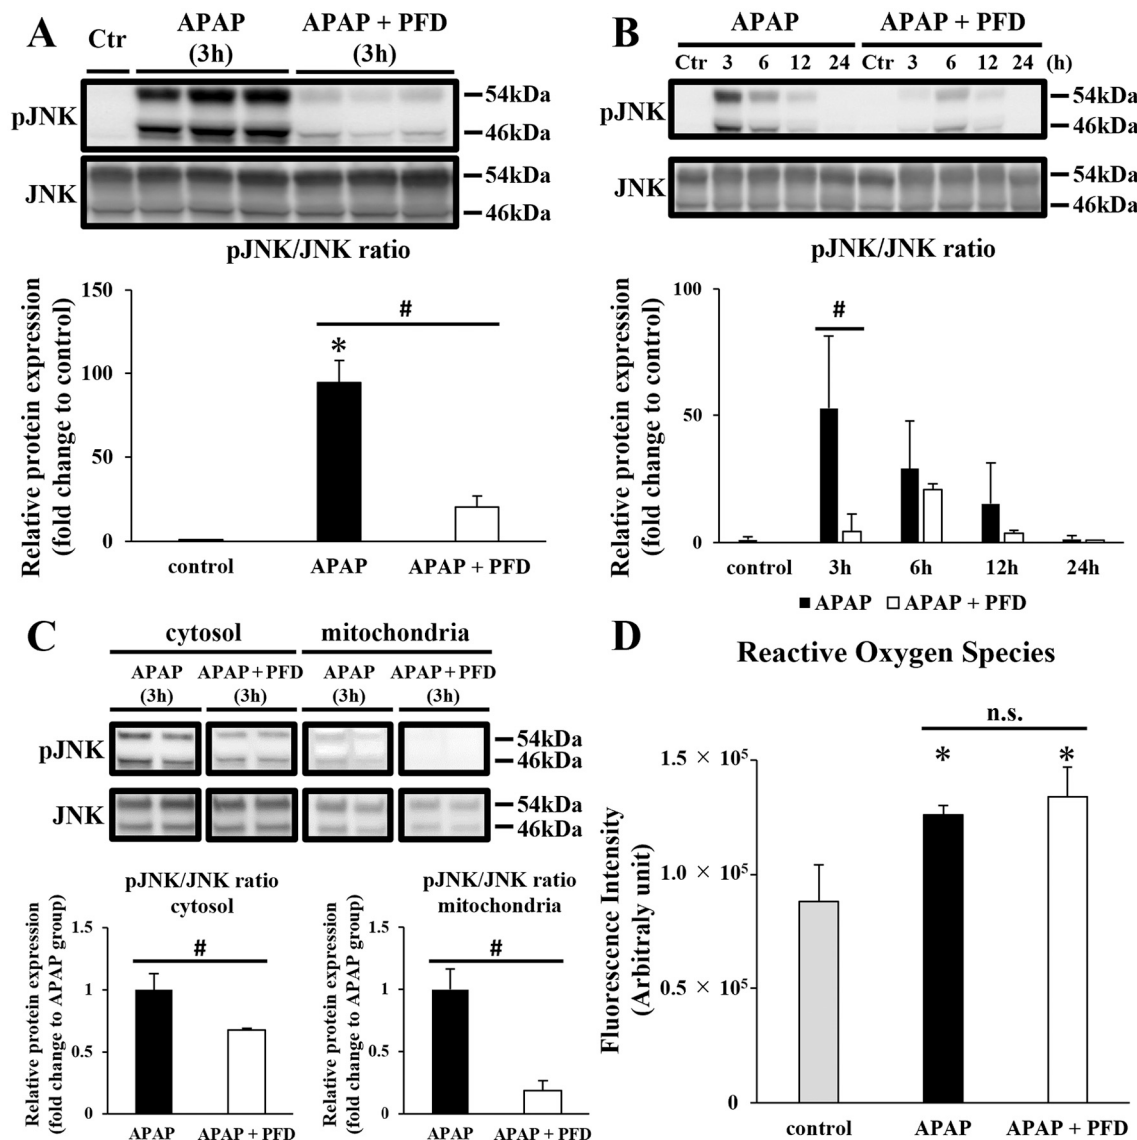 A
Ctr
APAP
(3h)
APAP + PFD
(3h)
pJNK
54kDa
46kDa
JNK
54kDa
46kDa
pJNK/JNK ratio
Relative protein expression
(fold change to control)
150
100
50
0
#
*
control
APAP
APAP + PFD
B
APAP
APAP + PFD
Ctr 3 6 12 24 Ctr 3 6 12 24 (h)
pJNK
54kDa
46kDa
JNK
54kDa
46kDa
pJNK/JNK ratio
Relative protein expression
(fold change to control)
100
50
0
#
control
3h
6h
12h
24h
APAP
APAP + PFD
C
cytosol
mitochondria
APAP
(3h)
APAP + PFD
(3h)
APAP
(3h)
APAP + PFD
(3h)
pJNK
54kDa
46kDa
JNK
54kDa
46kDa
pJNK/JNK ratio
cytosol
Relative protein expression
(fold change to APAP group)
1.5
1
0.5
0
#
APAP
APAP + PFD
pJNK/JNK ratio
mitochondria
Relative protein expression
(fold change to APAP group)
1.5
1
0.5
0
#
APAP
APAP + PFD
D
Reactive Oxygen Species
Fluorescence Intensity
(Arbitraly unit)
1.5 × 10⁵
1.0 × 10⁵
0.5 × 10⁵
0
n.s.
*
*
control
APAP
APAP + PFD